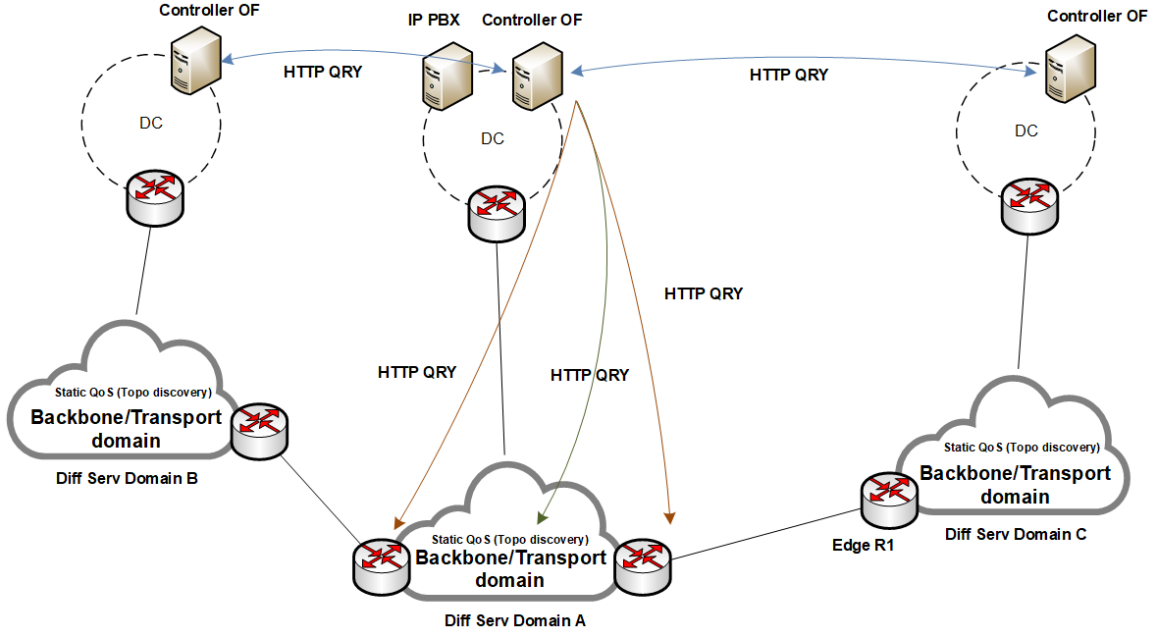 Controller OF
IP PBX
Controller OF
Controller OF
HTTP QRY
HTTP QRY
DC
DC
DC
HTTP QRY
HTTP QRY
HTTP QRY
Static QoS (Topo discovery)
Backbone/Transport
domain
Diff Serv Domain B
Static QoS (Topo discovery)
Backbone/Transport
domain
Diff Serv Domain C
Edge R1
Static QoS (Topo discovery)
Backbone/Transport
domain
Diff Serv Domain A